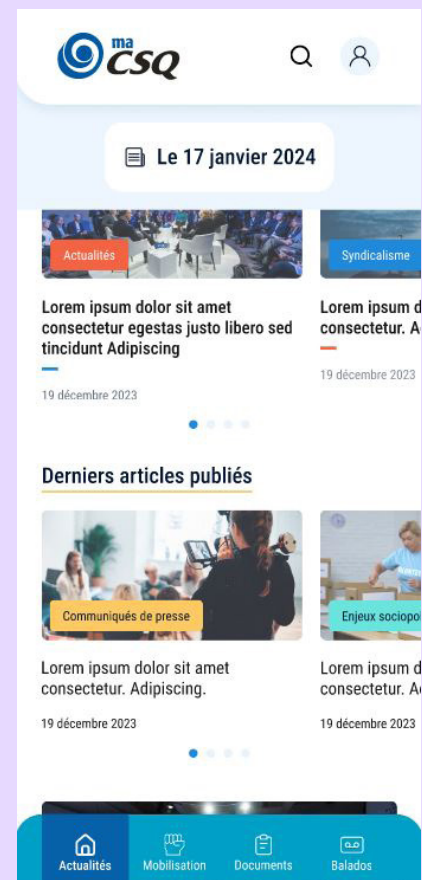 ma
CSQ
Le 17 janvier 2024
Actualités
Syndicalisme
Lorem ipsum dolor sit amet
consectetur egestas justo libero sed
tincidunt Adipiscing
19 décembre 2023
Lorem ipsum d
consectetur. A
19 décembre 2023
Derniers articles publiés
Communiqués de presse
Enjeux sociopol
Lorem ipsum dolor sit amet
consectetur. Adipiscing.
19 décembre 2023
Lorem ipsum d
consectetur. A
19 décembre 2023
Actualités
Mobilisation
Documents
Balados